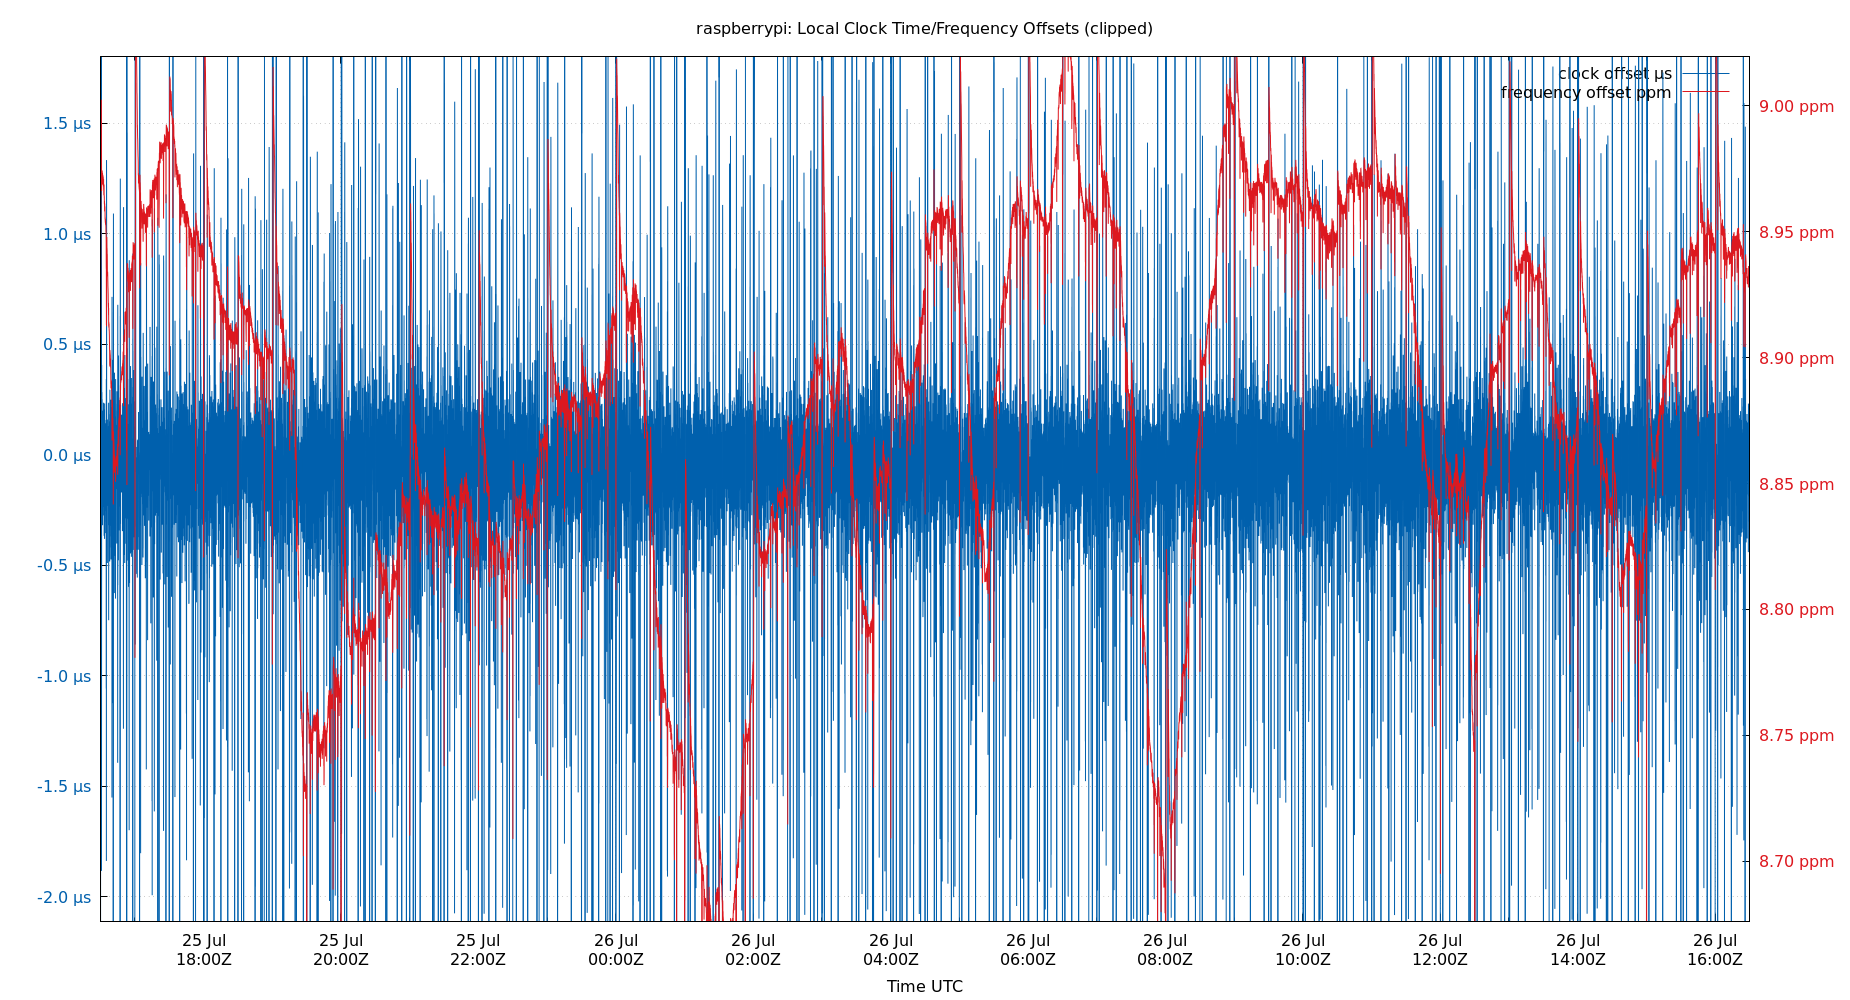 raspberrypi: Local Clock Time/Frequency Offsets (clipped)
clock offset µs
frequency offset ppm
1.5 µs
1.0 µs
0.5 µs
0.0 µs
-0.5 µs
-1.0 µs
-1.5 µs
-2.0 µs
9.00 ppm
8.95 ppm
8.90 ppm
8.85 ppm
8.80 ppm
8.75 ppm
8.70 ppm
25 Jul 25 Jul 25 Jul 26 Jul 26 Jul 26 Jul 26 Jul 26 Jul 26 Jul 26 Jul 26 Jul 26 Jul
18:00Z 20:00Z 22:00Z 00:00Z 02:00Z 04:00Z 06:00Z 08:00Z 10:00Z 12:00Z 14:00Z 16:00Z
Time UTC